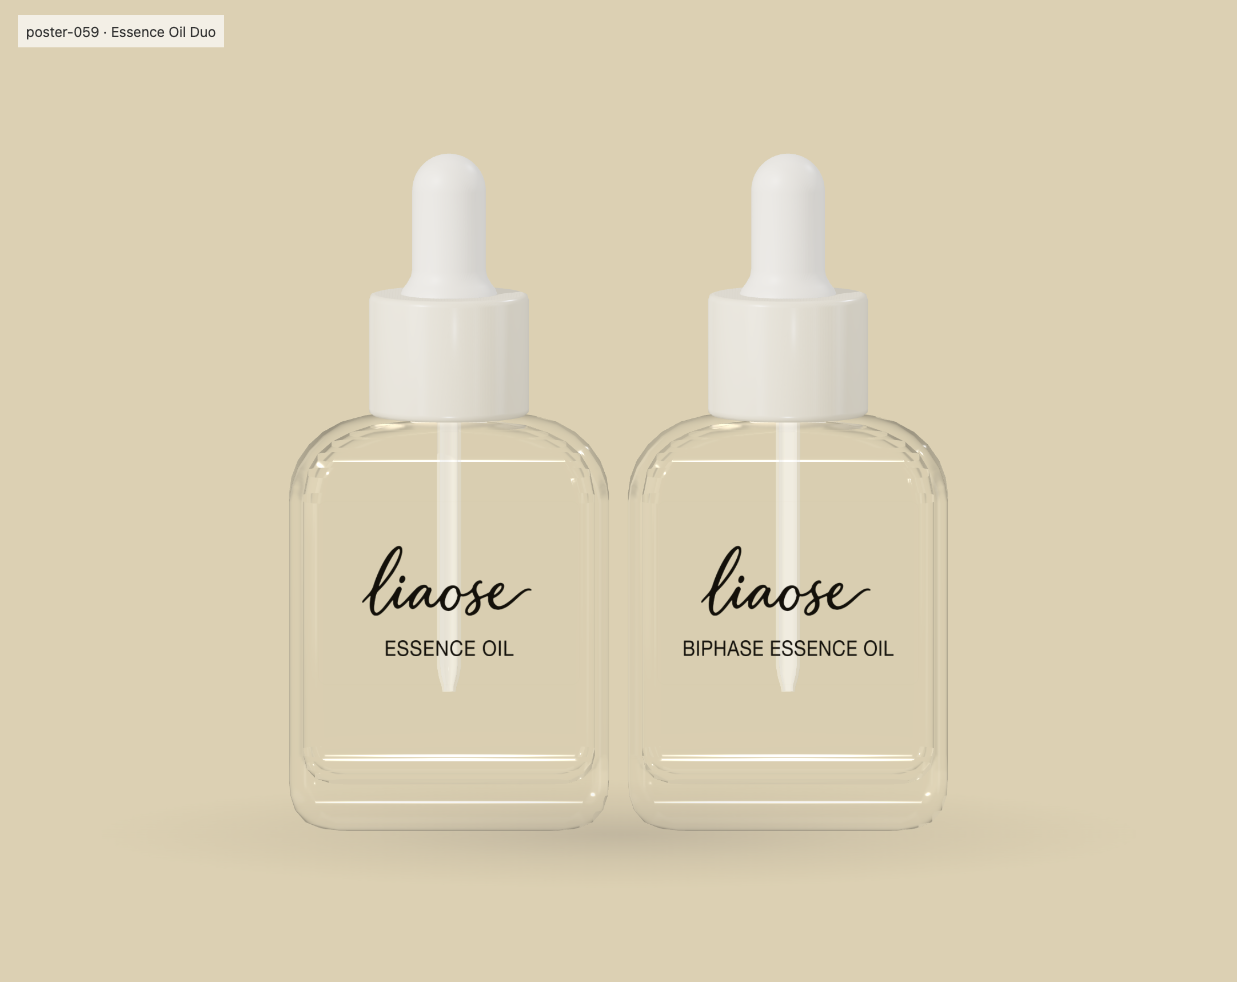 poster-059 · Essence Oil Duo
liaose
ESSENCE OIL
liaose
BIPHASE ESSENCE OIL